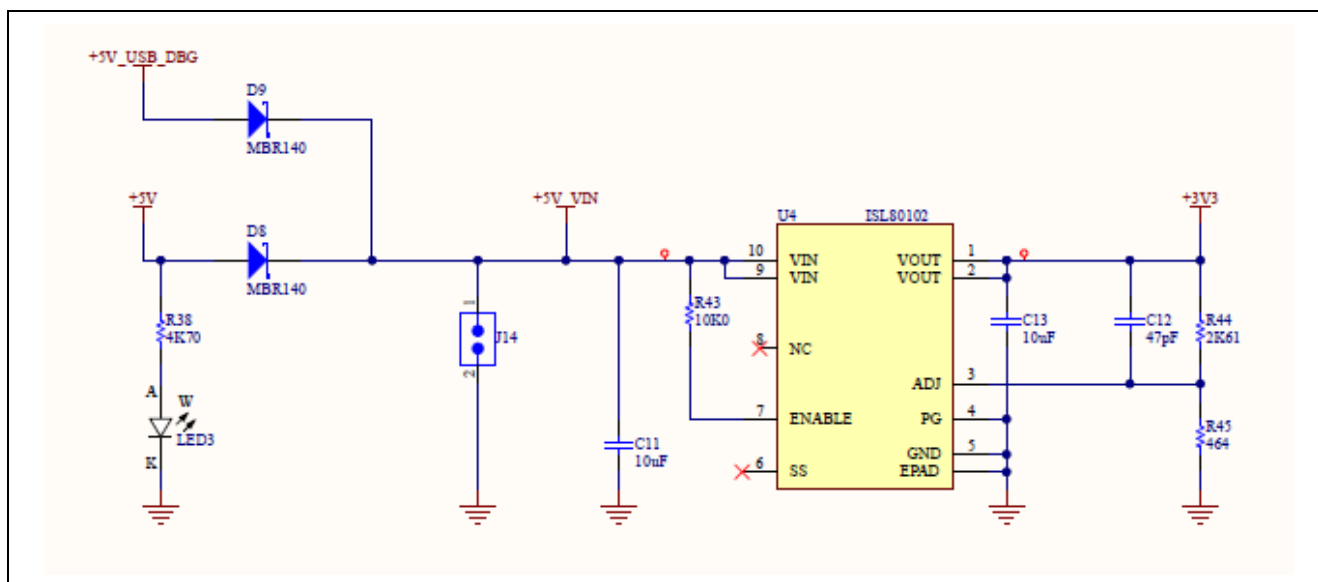 +5V_USB_DBG
D9
MBR140
+5V
D8
MBR140
R38
4K70
A
W
LED3
K
+5V_VIN
1
J14
2
C11
10uF
R43
10K0
U4
ISL80102
10
VIN
9
VIN
8
NC
7
ENABLE
6
SS
VOUT
1
VOUT
2
ADJ
3
PG
4
GND
5
EPAD
C13
10uF
C12
47pF
+3V3
R44
2K61
R45
464